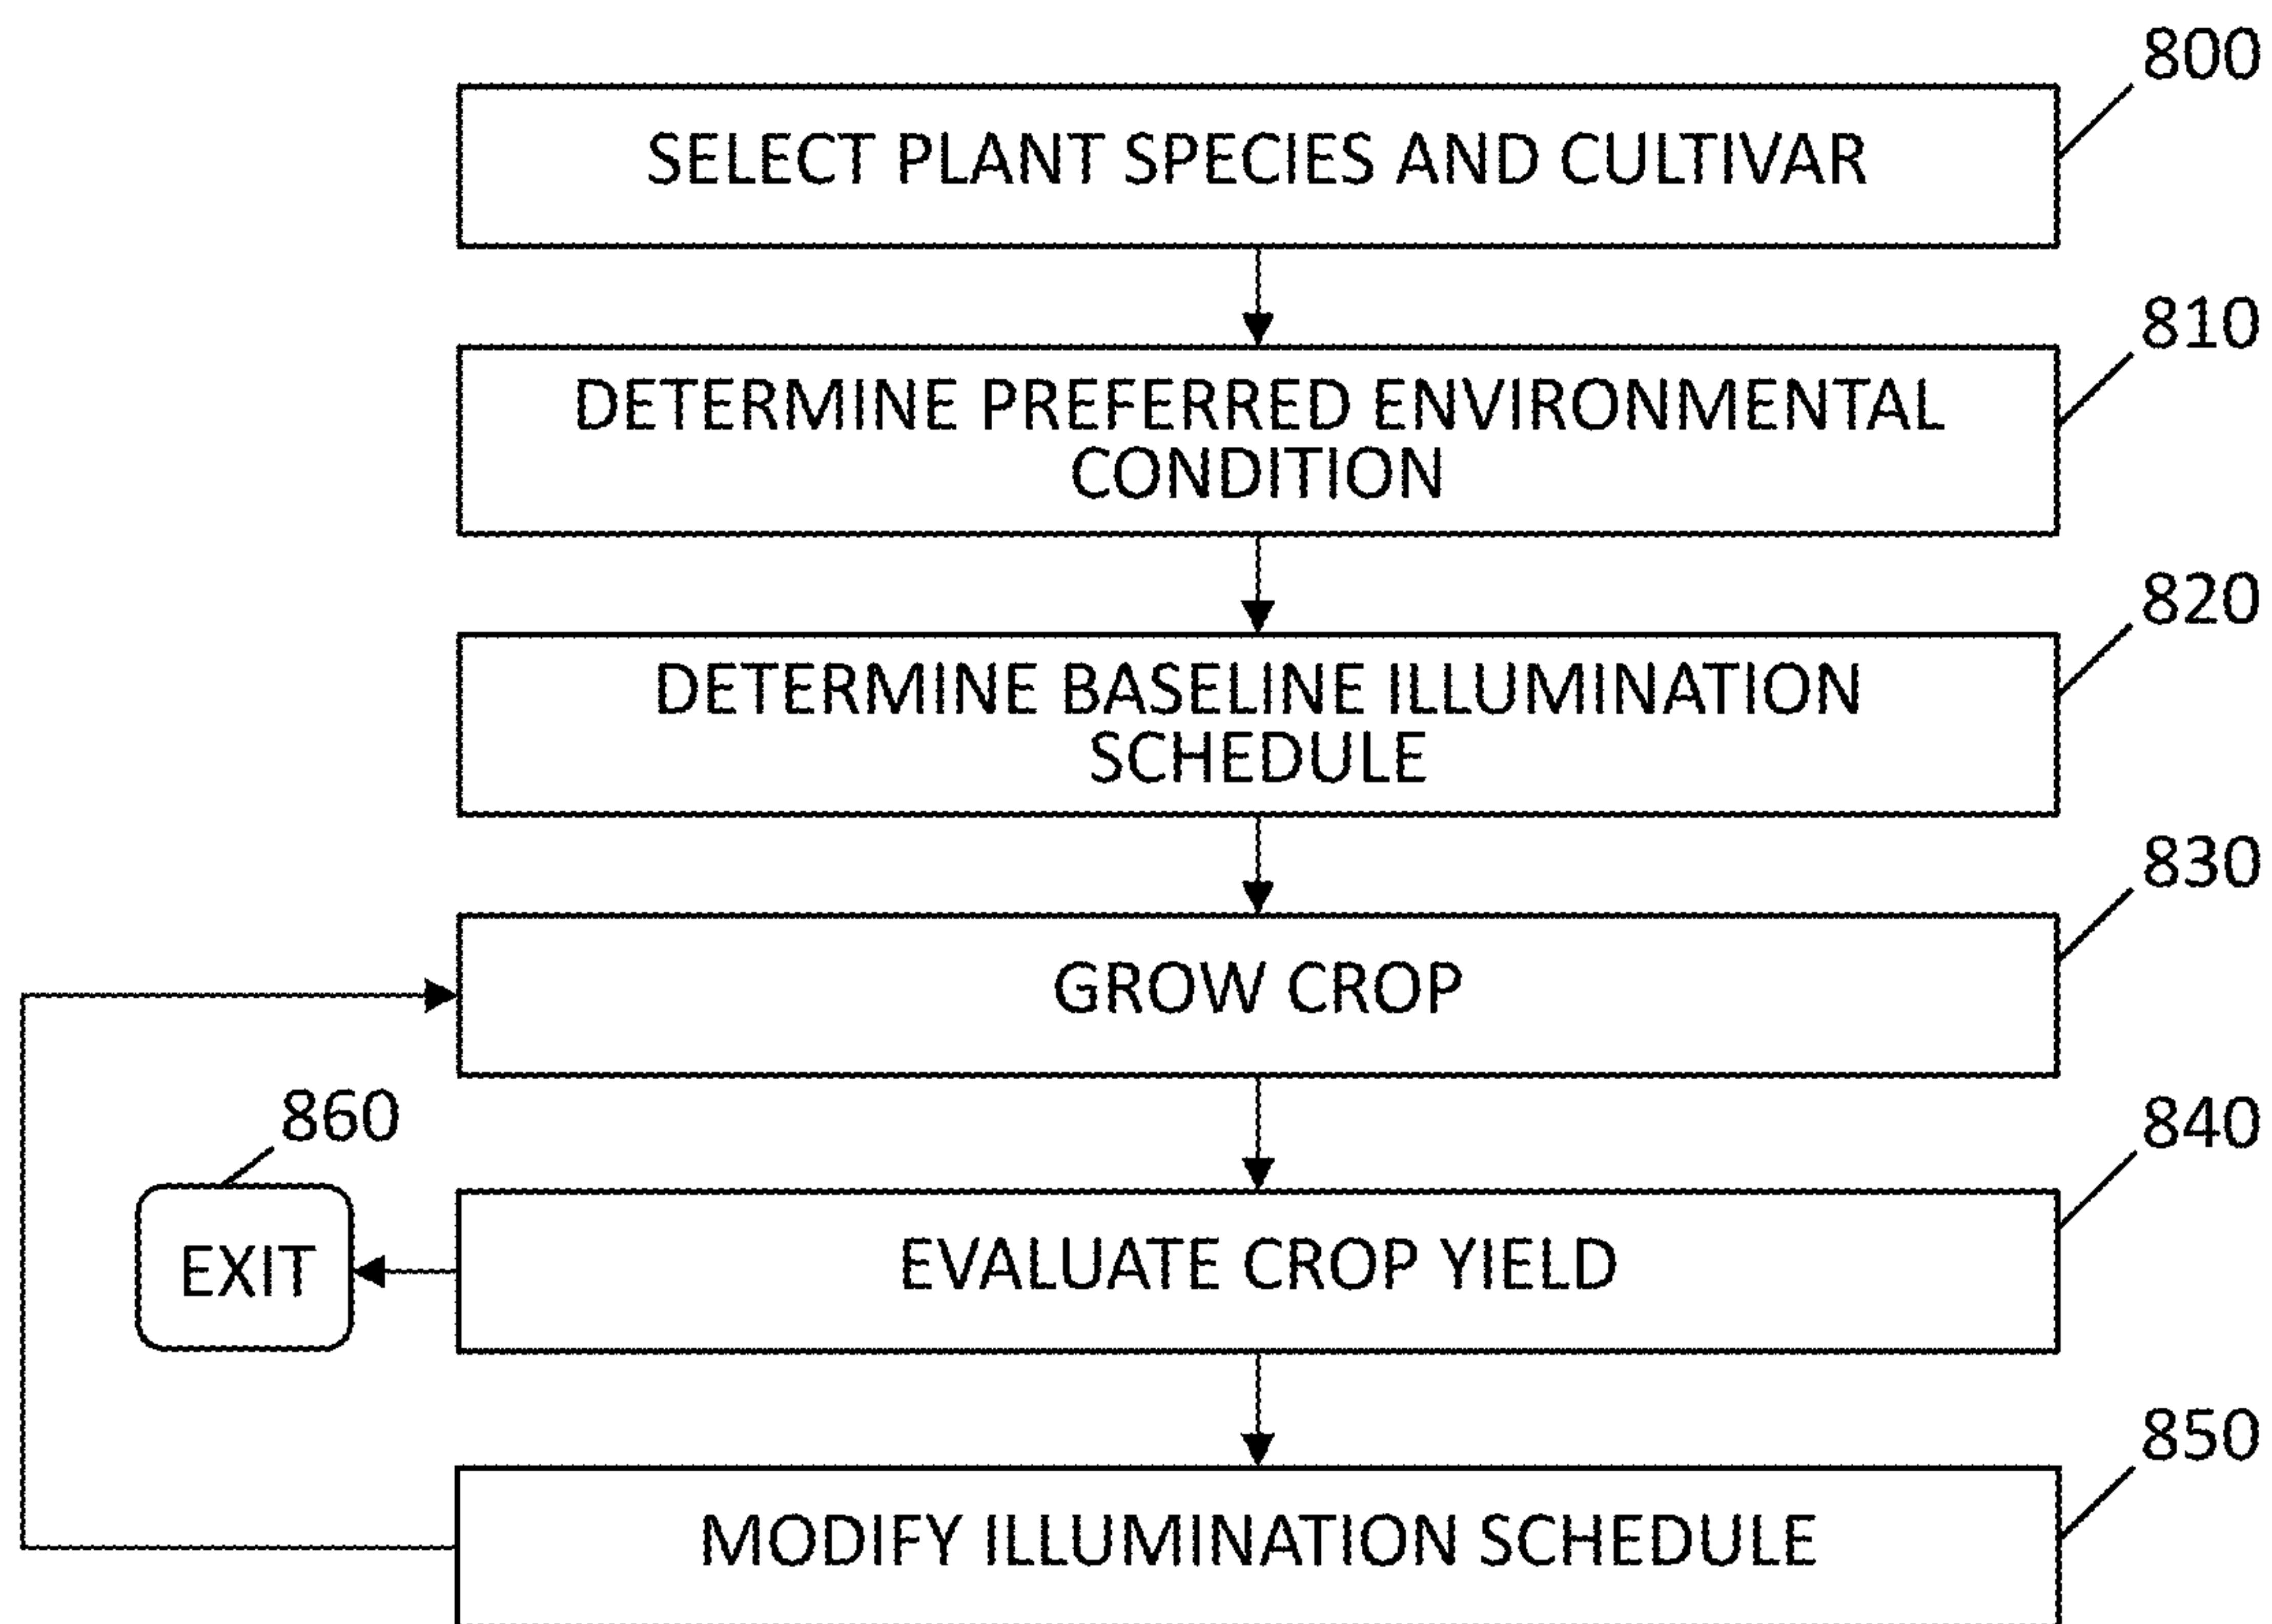 800
SELECT PLANT SPECIES AND CULTIVAR
810
DETERMINE PREFERRED ENVIRONMENTAL
CONDITION
820
DETERMINE BASELINE ILLUMINATION
SCHEDULE
830
GROW CROP
860
840
EXIT
EVALUATE CROP YIELD
850
MODIFY ILLUMINATION SCHEDULE